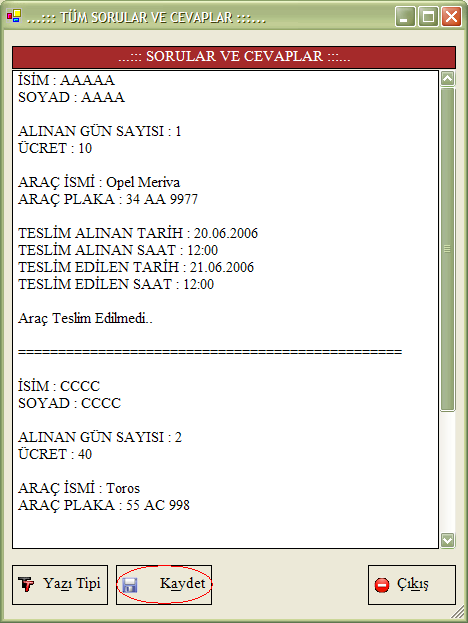 ...::: TÜM SORULAR VE CEVAPLAR :::...
...::: SORULAR VE CEVAPLAR :::...
İSİM : AAAAA
SOYAD : AAAA
ALINAN GÜN SAYISI : 1
ÜCRET : 10
ARAÇ İSMİ : Opel Meriva
ARAÇ PLAKA : 34 AA 9977
TESLİM ALINAN TARİH : 20.06.2006
TESLİM ALINAN SAAT : 12:00
TESLİM EDİLEN TARİH : 21.06.2006
TESLİM EDİLEN SAAT : 12:00
Araç Teslim Edilmedi..
================================================
İSİM : CCCC
SOYAD : CCCC
ALINAN GÜN SAYISI : 2
ÜCRET : 40
ARAÇ İSMİ : Toros
ARAÇ PLAKA : 55 AC 998
Yazı Tipi
Kaydet
Çıkış